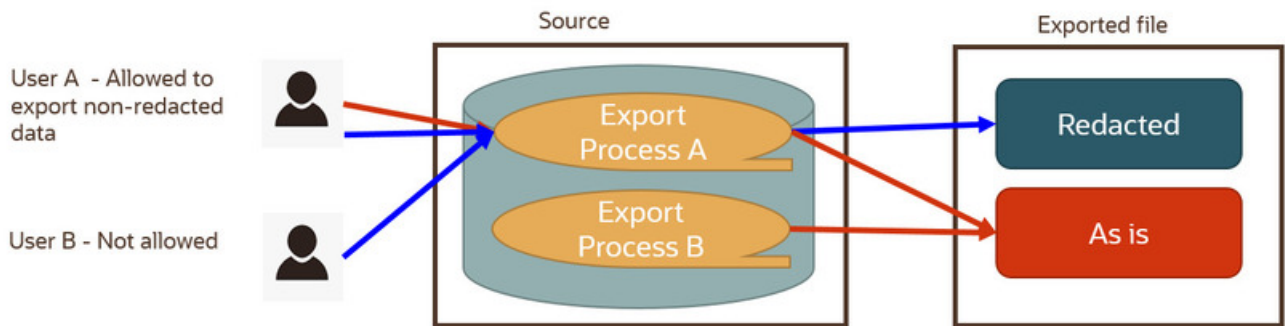 Source
Exported file
User A - Allowed to
export non-redacted
data
Export
Process A
Redacted
User B - Not allowed
Export
Process B
As is